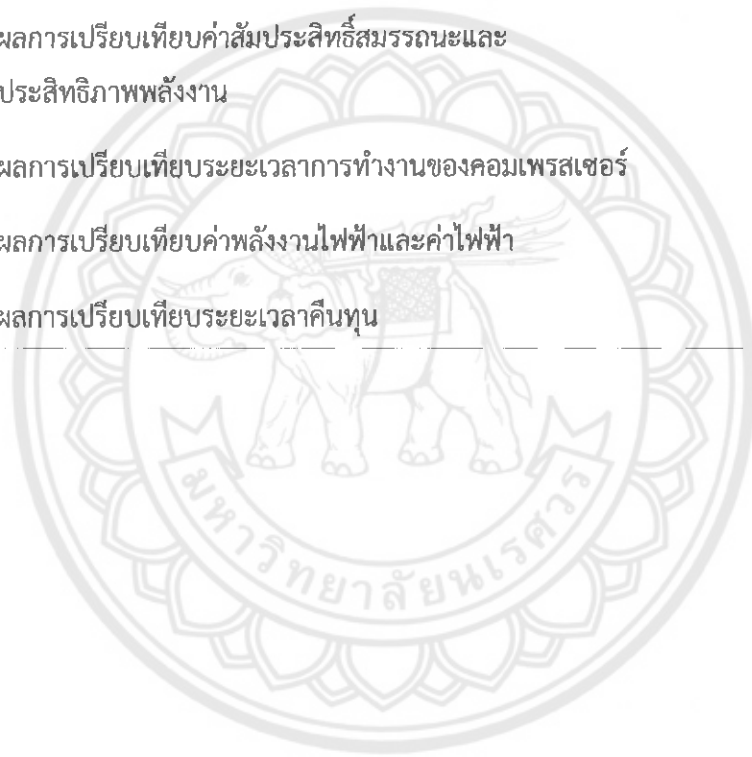 ผลการเปรียบเทียบค่าสัมประสิทธิ์สมรรถนะและ
ประสิทธิภาพพลังงาน
ผลการเปรียบเทียบระยะเวลาการทำงานของคอมเพรสเซอร์
ผลการเปรียบเทียบค่าพลังงานไฟฟ้าและค่าไฟฟ้า
ผลการเปรียบเทียบระยะเวลาคืนทุน
มหาวิทยาลัยนเรศวร